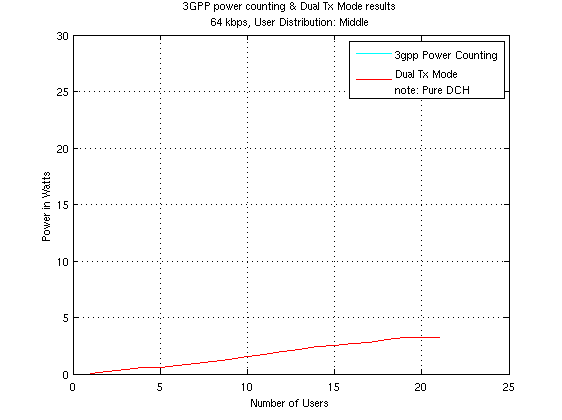 3GPP power counting & Dual Tx Mode results
64 kbps, User Distribution: Middle
30
25
20
15
10
5
0
Power in Watts
3gpp Power Counting
Dual Tx Mode
note: Pure DCH
0 5 10 15 20 25
Number of Users